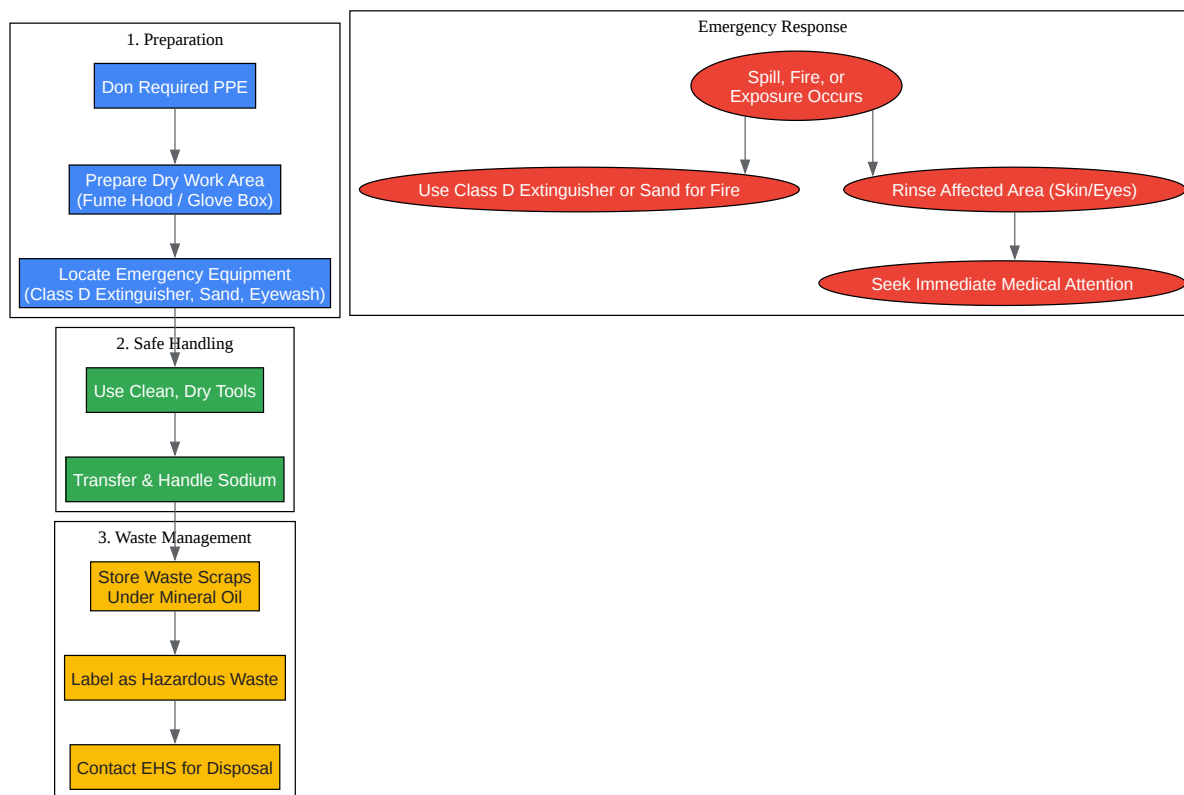 1. Preparation
Don Required PPE
Prepare Dry Work Area
(Fume Hood / Glove Box)
Locate Emergency Equipment
(Class D Extinguisher, Sand, Eyewash)
2. Safe Handling
Use Clean, Dry Tools
Transfer & Handle Sodium
3. Waste Management
Store Waste Scraps
Under Mineral Oil
Label as Hazardous Waste
Contact EHS for Disposal
Emergency Response
Spill, Fire, or
Exposure Occurs
Use Class D Extinguisher or Sand for Fire
Rinse Affected Area (Skin/Eyes)
Seek Immediate Medical Attention